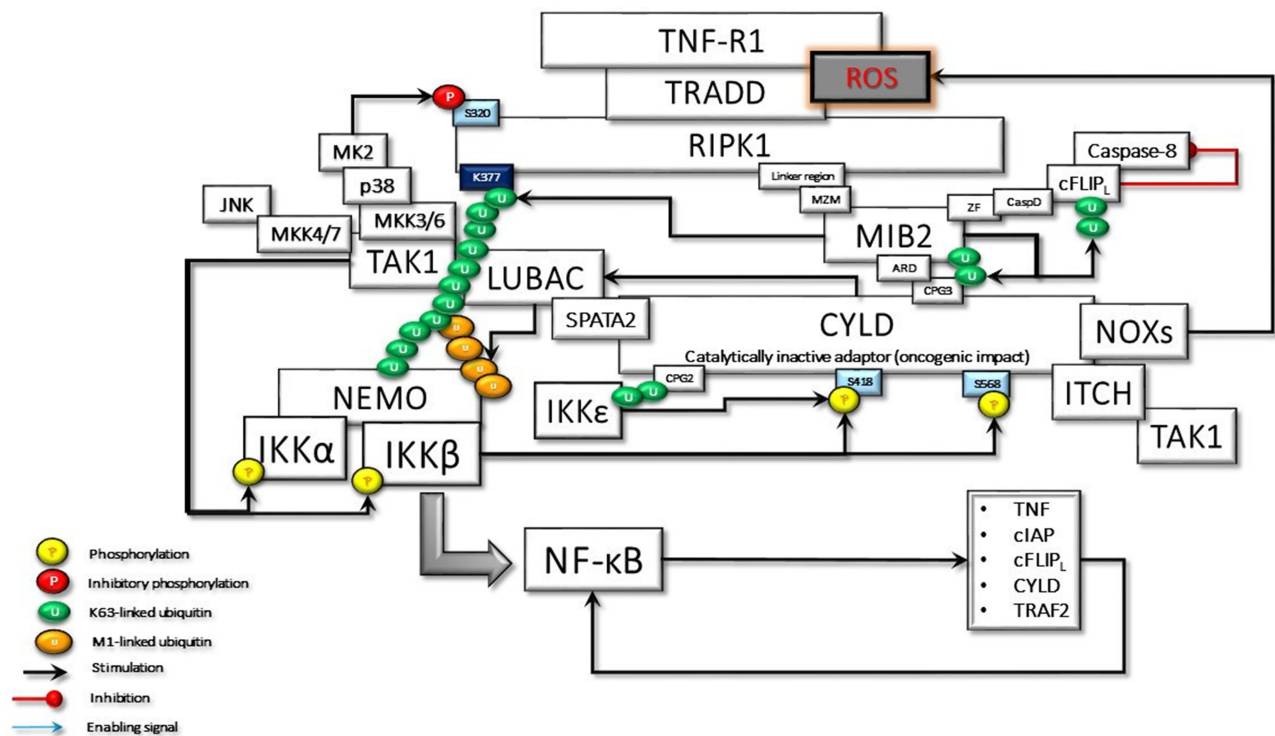 TNF-R1
ROS
TRADD
P
S320
RIPK1
MK2
Caspase-8
K377
Linker region
p38
cFLIPL
MZM
CaspD
JNK
ZF
U
U
U
U
U
U
U
U
U
U
U
MKK3/6
MKK4/7
MIB2
U
U
TAK1
LUBAC
ARD
U
U
CPG3
SPATA2
CYLD
NOXs
u
u
u
u
Catalytically inactive adaptor (oncogenic impact)
CPG2
S418
S568
NEMO
U
U
IKKε
P
P
ITCH
TAK1
IKKα
IKKβ
P
P
• TNF
• cIAP
• cFLIPL
• CYLD
• TRAF2
NF-κB
P Phosphorylation
P Inhibitory phosphorylation
U K63-linked ubiquitin
u M1-linked ubiquitin
Stimulation
Inhibition
Enabling signal